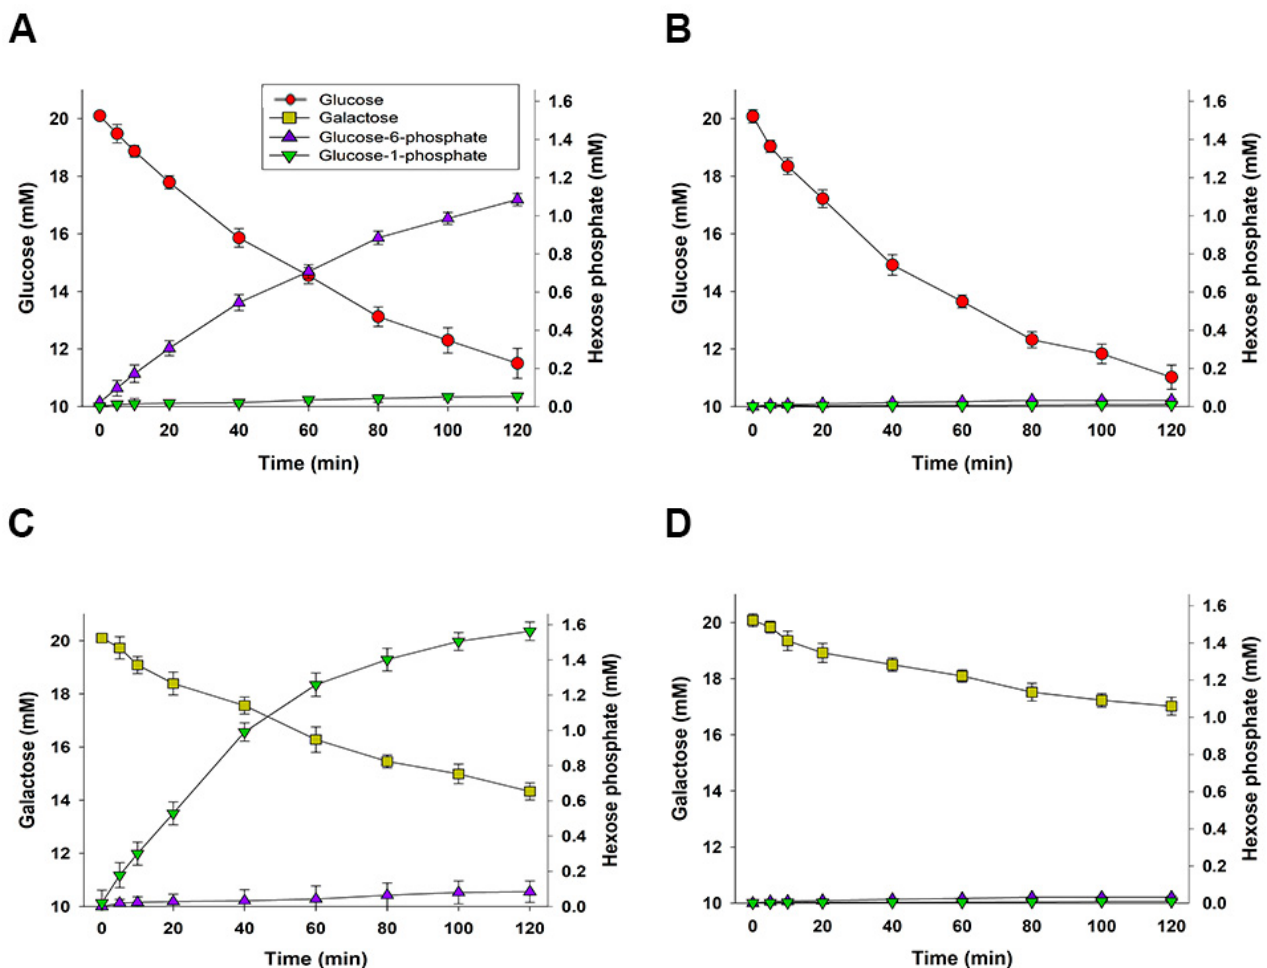 A
B
Glucose
Galactose
Glucose-6-phosphate
Glucose-1-phosphate
20
18
16
14
12
10
Glucose (mM)
1.6
1.4
1.2
1.0
0.8
0.6
0.4
0.2
0.0
Hexose phosphate (mM)
0 20 40 60 80 100 120
Time (min)
20
18
16
14
12
10
Glucose (mM)
1.6
1.4
1.2
1.0
0.8
0.6
0.4
0.2
0.0
Hexose phosphate (mM)
0 20 40 60 80 100 120
Time (min)
C
D
20
18
16
14
12
10
Galactose (mM)
1.6
1.4
1.2
1.0
0.8
0.6
0.4
0.2
0.0
Hexose phosphate (mM)
0 20 40 60 80 100 120
Time (min)
20
18
16
14
12
10
Galactose (mM)
1.6
1.4
1.2
1.0
0.8
0.6
0.4
0.2
0.0
Hexose phosphate (mM)
0 20 40 60 80 100 120
Time (min)